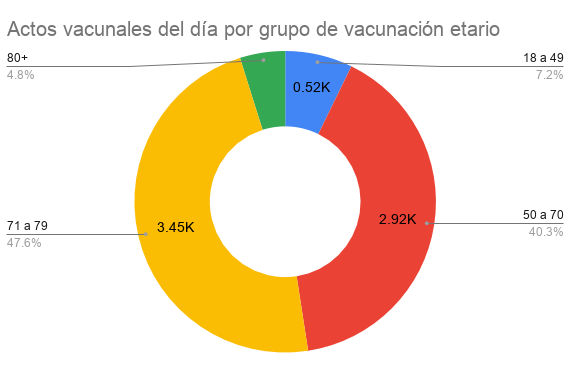 Actos vacunales del día por grupo de vacunación etario
80+
4.8%
18 a 49
7.2%
0.52K
50 a 70
40.3%
2.92K
71 a 79
47.6%
3.45K